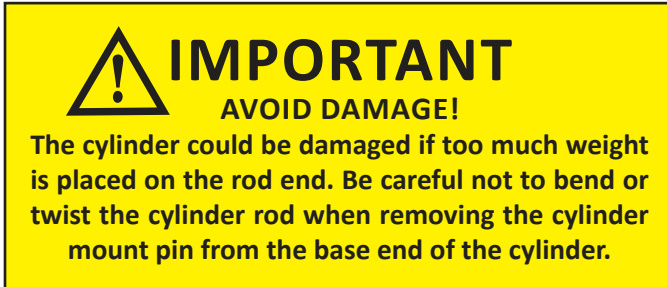 IMPORTANT
AVOID DAMAGE!
The cylinder could be damaged if too much weight
is placed on the rod end. Be careful not to bend or
twist the cylinder rod when removing the cylinder
mount pin from the base end of the cylinder.